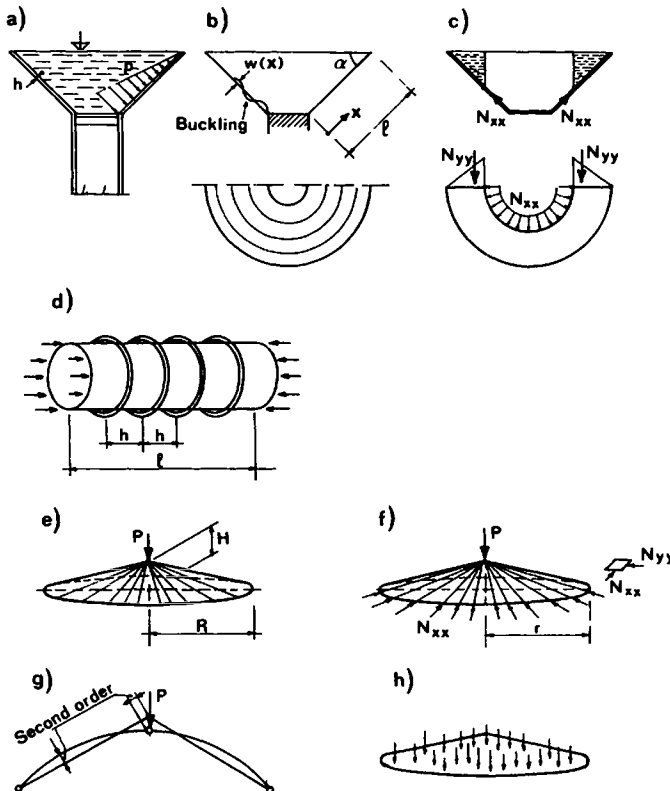 a)
b)
c)
h
p
w(x)
α
Buckling
x
ℓ
Nxx
Nxx
Nyy
Nyy
Nxx
d)
h
h
ℓ
e)
P
H
R
f)
P
Nyy
Nxx
Nxx
r
g)
Second order
P
h)